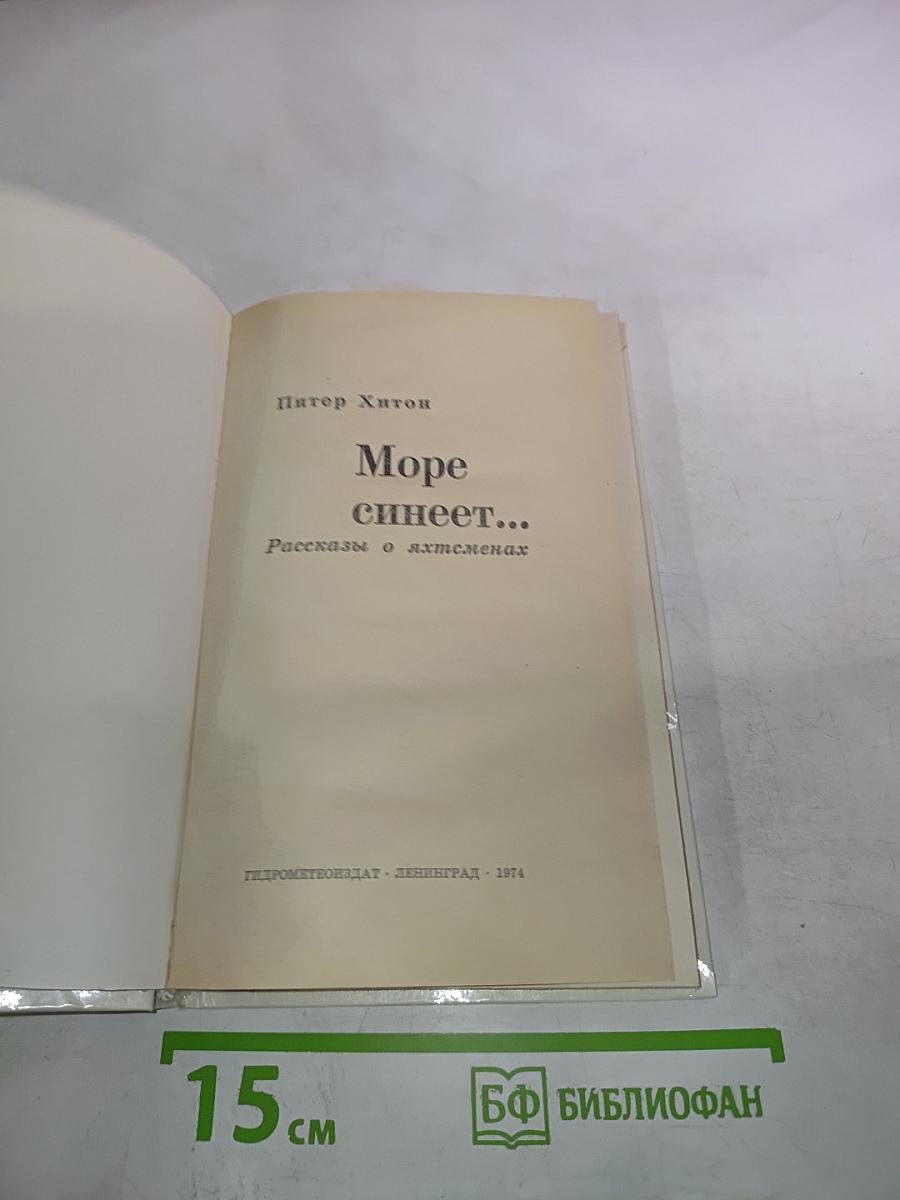 Питер Хитон
Море
синеет...
Рассказы о яхтсменах
ГИДРОМЕТЕОИЗДАТ · ЛЕНИНГРАД · 1974
15 см
БФ БИБЛИОФАН